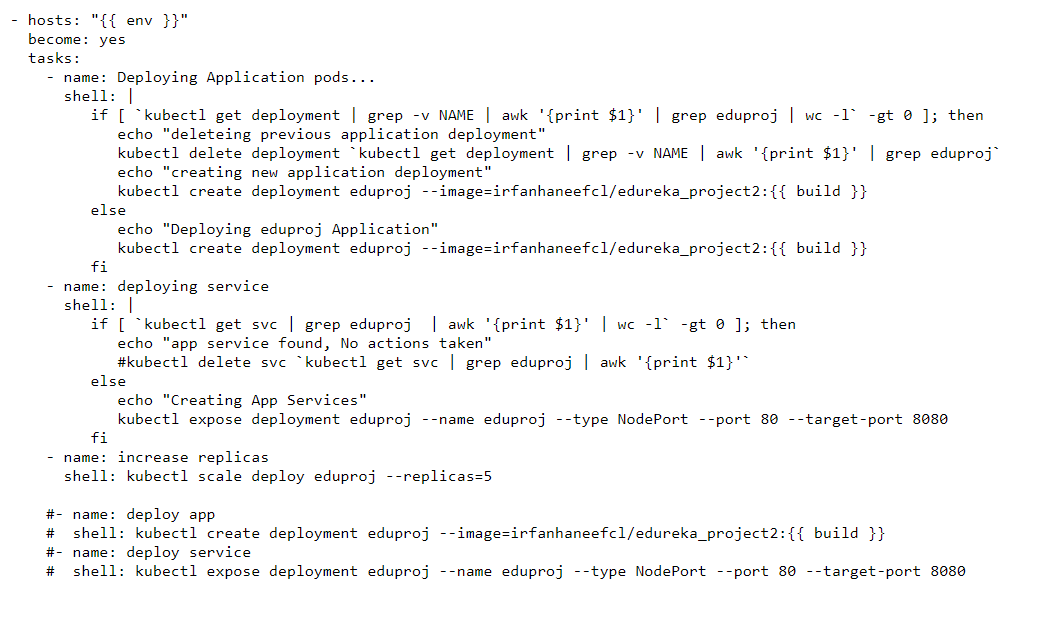 - hosts: "{{ env }}"
  become: yes
  tasks:
    - name: Deploying Application pods...
      shell: |
         if [ `kubectl get deployment | grep -v NAME | awk '{print $1}' | grep eduproj | wc -l` -gt 0 ]; then
            echo "deleteing previous application deployment"
            kubectl delete deployment `kubectl get deployment | grep -v NAME | awk '{print $1}' | grep eduproj`
            echo "creating new application deployment"
            kubectl create deployment eduproj --image=irfanhaneefcl/edureka_project2:{{ build }}
         else
            echo "Deploying eduproj Application"
            kubectl create deployment eduproj --image=irfanhaneefcl/edureka_project2:{{ build }}
         fi
    - name: deploying service
      shell: |
         if [ `kubectl get svc | grep eduproj  | awk '{print $1}' | wc -l` -gt 0 ]; then
            echo "app service found, No actions taken"
            #kubectl delete svc `kubectl get svc | grep eduproj | awk '{print $1}'`
         else
            echo "Creating App Services"
            kubectl expose deployment eduproj --name eduproj --type NodePort --port 80 --target-port 8080
         fi
    - name: increase replicas
      shell: kubectl scale deploy eduproj --replicas=5

    #- name: deploy app
    #  shell: kubectl create deployment eduproj --image=irfanhaneefcl/edureka_project2:{{ build }}
    #- name: deploy service
    #  shell: kubectl expose deployment eduproj --name eduproj --type NodePort --port 80 --target-port 8080